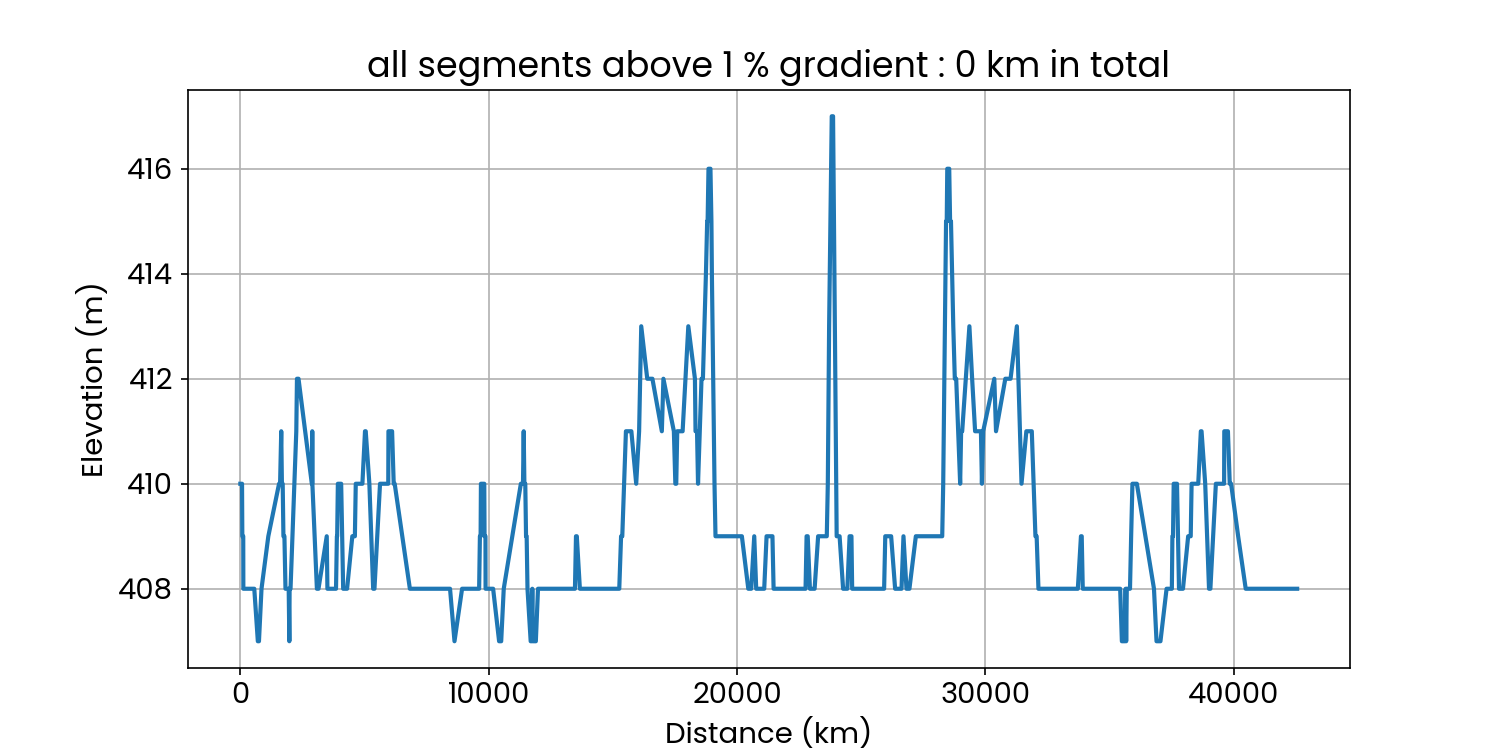 all segments above 1 % gradient : 0 km in total
416
414
412
410
408
Elevation (m)
0 10000 20000 30000 40000
Distance (km)